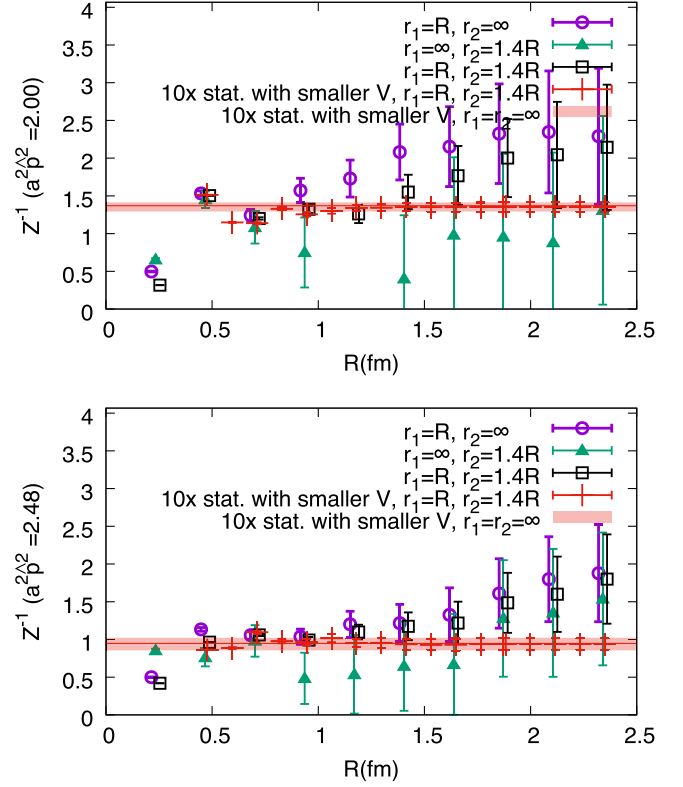 4
3.5
3
2.5
2
1.5
1
0.5
0
Z⁻¹ (a²p̂²=2.00)
r₁=R, r₂=∞
r₁=∞, r₂=1.4R
r₁=R, r₂=1.4R
10x stat. with smaller V, r₁=R, r₂=1.4R
10x stat. with smaller V, r₁=r₂=∞
0 0.5 1 1.5 2 2.5
R(fm)
4
3.5
3
2.5
2
1.5
1
0.5
0
Z⁻¹ (a²p̂²=2.48)
r₁=R, r₂=∞
r₁=∞, r₂=1.4R
r₁=R, r₂=1.4R
10x stat. with smaller V, r₁=R, r₂=1.4R
10x stat. with smaller V, r₁=r₂=∞
0 0.5 1 1.5 2 2.5
R(fm)